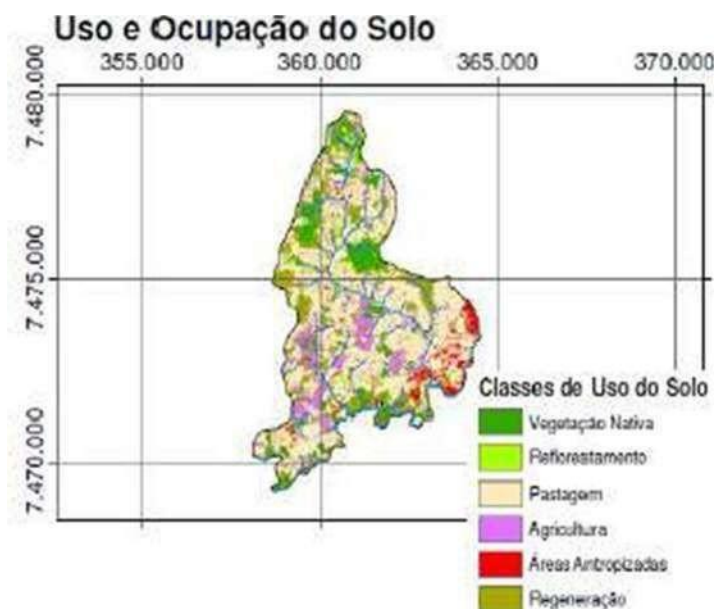 Uso e Ocupação do Solo
355.000 360.000 365.000 370.000
7.480.000
7.475.000
7.470.000
Classes de Uso do Solo
Vegetação Nativa
Reflorestamento
Pastagem
Agricultura
Áreas Antropizadas
Regeneração